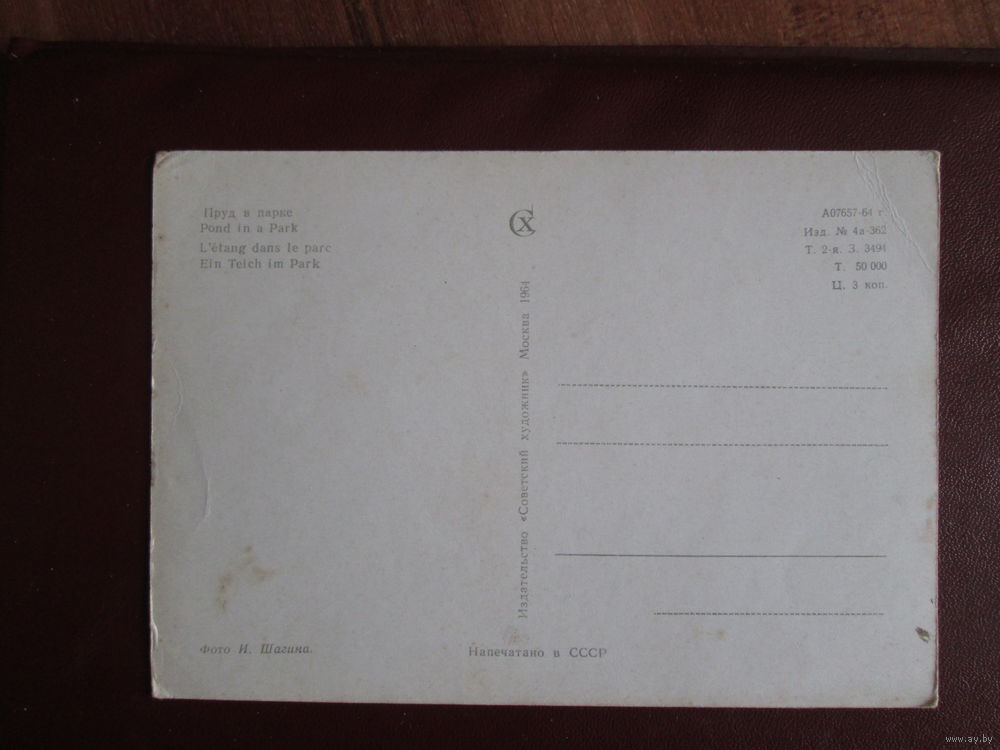 Пруд в парке
Pond in a Park
L'étang dans le parc
Ein Teich im Park
СХ
А07657-64 г.
Изд. № 4а-362
Т. 2-я. З. 3494
Т. 50 000
Ц. 3 коп.
Издательство «Советский художник» Москва 1964
Фото И. Шагина.
Напечатано в СССР
www.ay.by